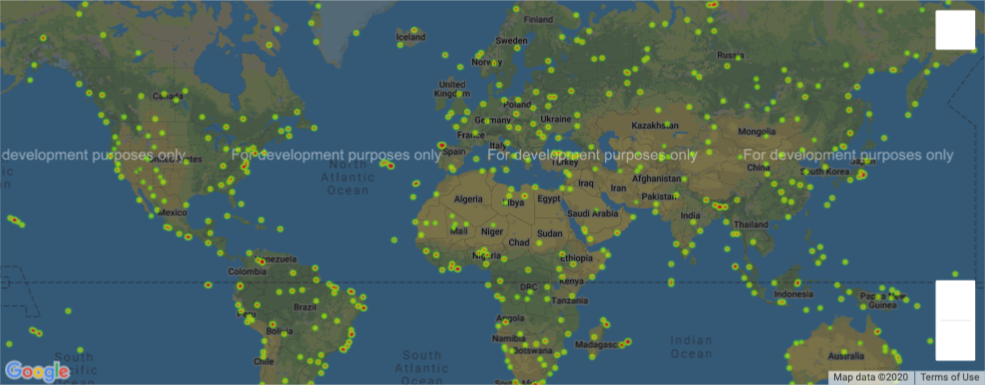 Finland
Iceland
Sweden
Russia
Norway
United
Kingdom
Canada
Poland
Germany
Ukraine
Kazakhstan
France
Mongolia
Italy
Spain
for development purposes only
For development purposes only
For development purposes only
For development purposes only
North
Atlantic
Ocean
Turkey
China
South Korea
Afghanistan
Iraq
Iran
Algeria
Libya
Egypt
Pakistan
Mexico
Saudi Arabia
India
Mali
Niger
Sudan
Thailand
Chad
Nigeria
Ethiopia
Venezuela
Colombia
Kenya
DRC
Indonesia
Papua New
Guinea
Tanzania
Brazil
Angola
Bolivia
Namibia
Madagascar
Botswana
Indian
Ocean
South
Pacific
Ocean
South
Atlantic
Ocean
Chile
Australia
Google
Map data ©2020
Terms of Use